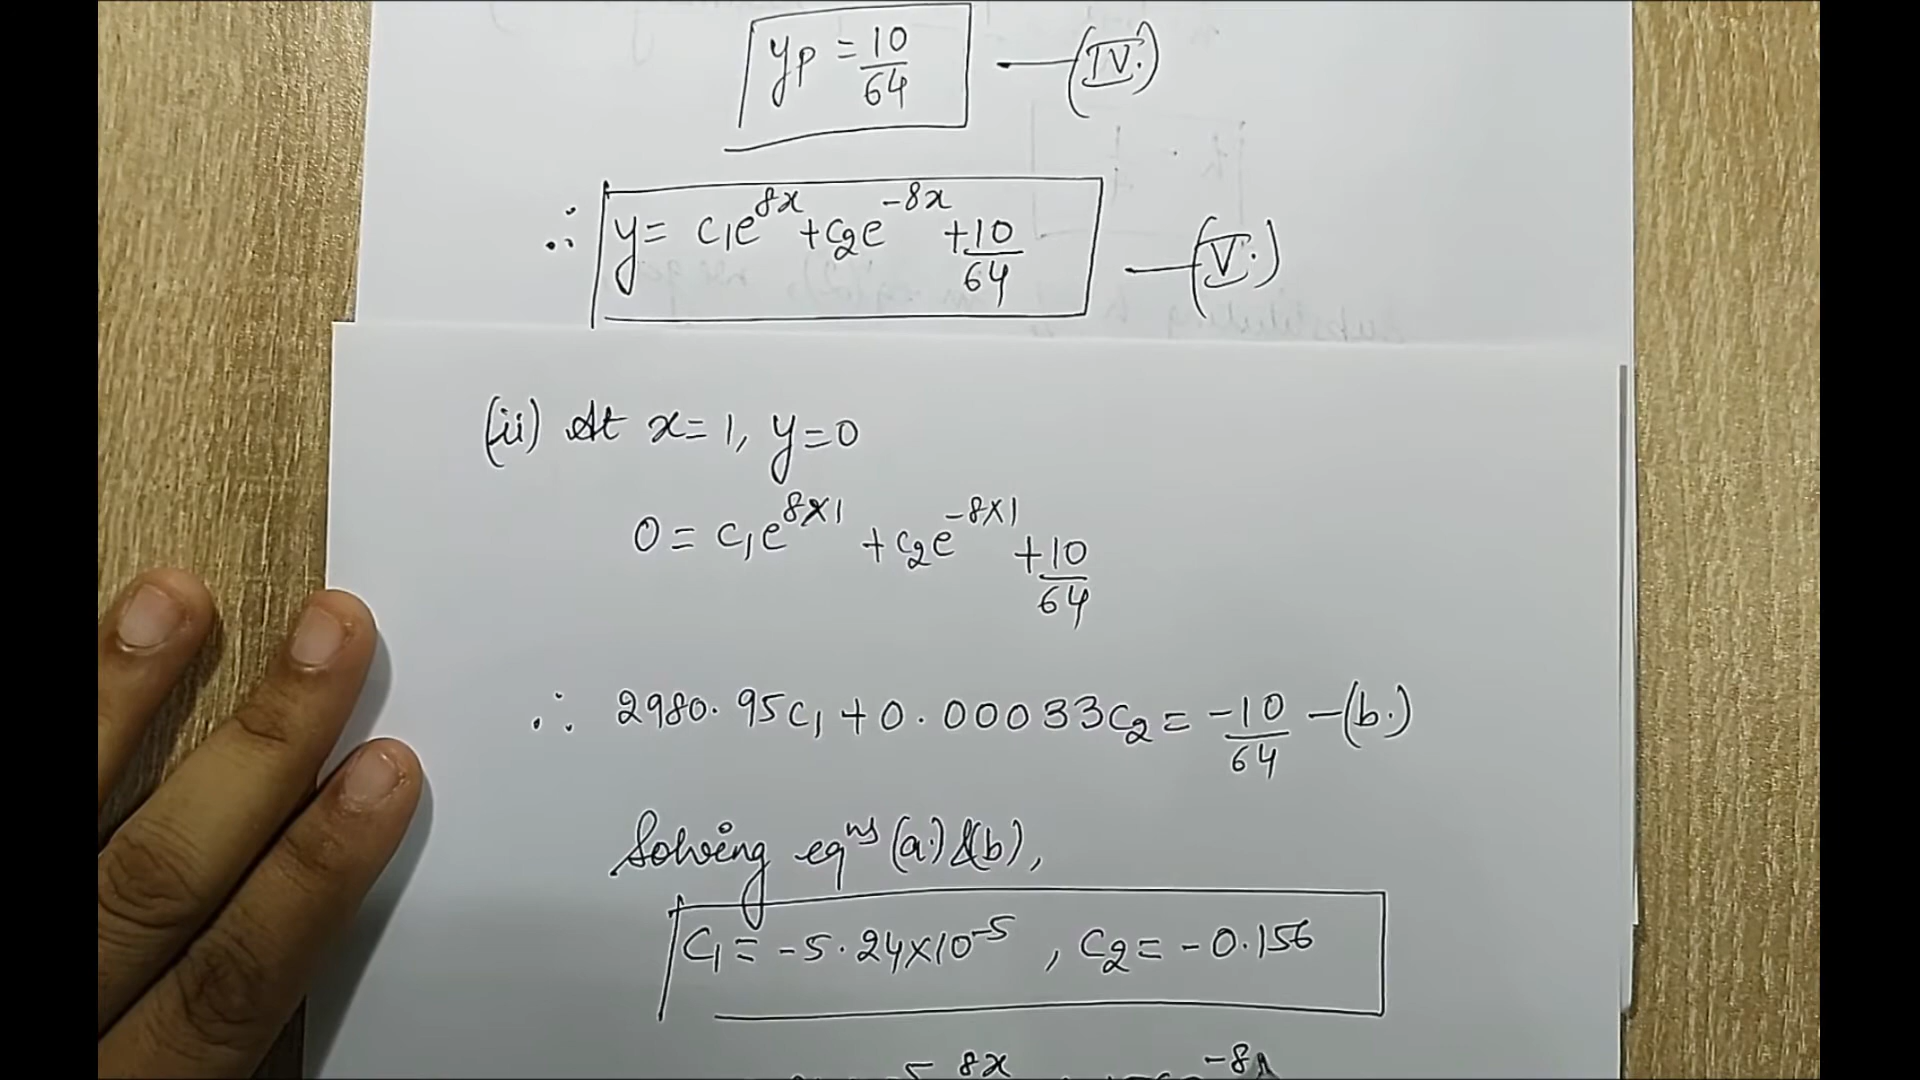 yp = 10/64 —(IV.)
∴ y = c₁e^8x + c₂e^-8x + 10/64 —(V.)
(ii) At x=1, y=0
0 = c₁e^8×1 + c₂e^-8×1 + 10/64
∴ 2980.95c₁ + 0.00033c₂ = -10/64 —(b.)
Solving eqⁿˢ (a.) & (b),
C₁ = -5.24×10^-5 , C₂ = -0.156